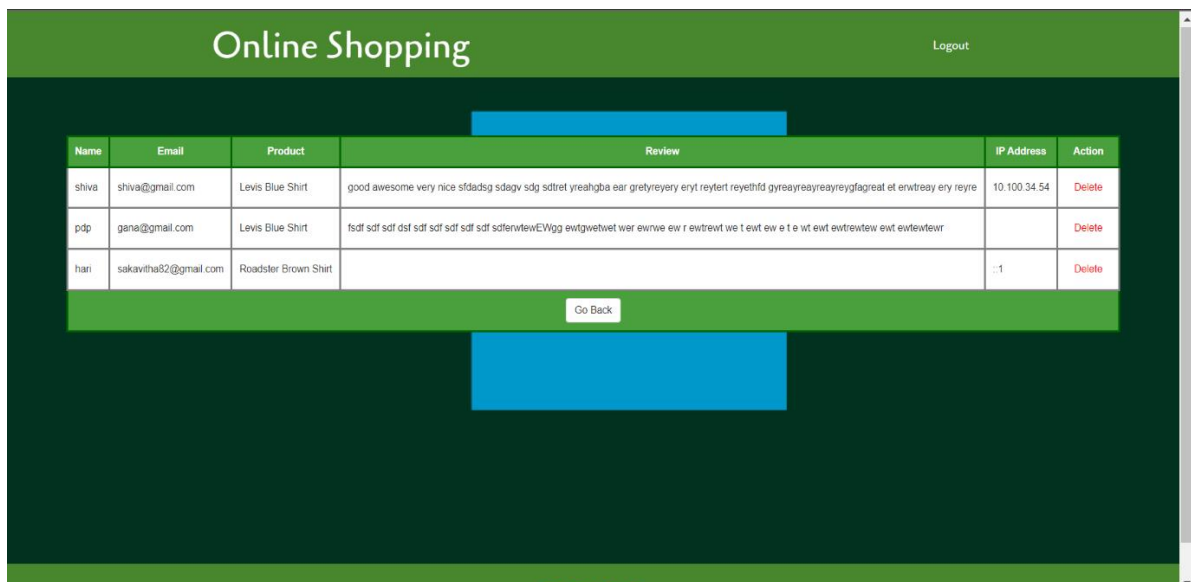 Online Shopping
Logout
Name Email Product Review IP Address Action
shiva shiva@gmail.com Levis Blue Shirt good awesome very nice sfdadsg sdagv sdg sdtret yreahgba ear gretyreyery eryt reytert reyethfd gyreayreayreayreygfagreat et erwtreay ery reyre 10.100.34.54 Delete
pdp gana@gmail.com Levis Blue Shirt fsdf sdf sdf dsf sdf sdf sdf sdf sdf sdferwtewEWgg ewtgwetwet wer ewrwe ew r ewtrewt we t ewt ew e t e wt ewt ewtrewtew ewt ewtewtewr Delete
hari sakavitha82@gmail.com Roadster Brown Shirt ::1 Delete
Go Back